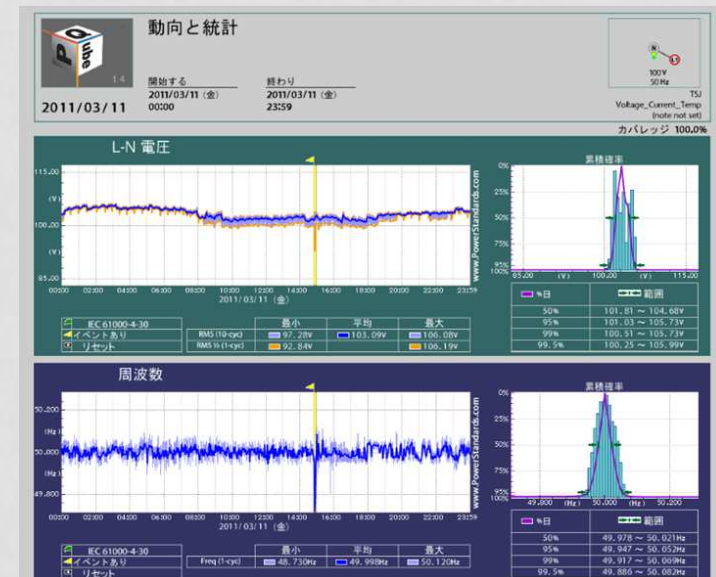 PQube
1.4
2011/03/11
動向と統計
開始する
2011/03/11 (金)
00:00
終わり
2011/03/11 (金)
23:59
N
L1
100V
50 Hz
TSJ
Voltage_Current_Temp
(note not set)
カバレッジ 100.0%
L-N 電圧
115.00
(V)
100.00
(V)
85.00
0000 02:00 04:00 06:00 08:00 10:00 12:00 14:00 16:00 18:00 20:00 22:00 23:59
2011/03/11 (金)
www.PowerStandards.com
IEC 61000-4-30
イベントあり
リセット
最小 平均 最大
RMS (10-cyc) 97.28V 103.09V 106.08V
RMS ½ (1-cyc) 92.84V 106.19V
累積確率
0%
25%
50%
75%
95%
100%
85.00 (V) 100.00 (V) 115.00
%日 範囲
50% 101.81 ~ 104.68V
95% 101.03 ~ 105.73V
99% 100.51 ~ 105.73V
99.5% 100.25 ~ 105.99V
周波数
50.200
(Hz)
50.000
(Hz)
49.800
0000 02:00 04:00 06:00 08:00 10:00 12:00 14:00 16:00 18:00 20:00 22:00 23:59
2011/03/11 (金)
www.PowerStandards.com
IEC 61000-4-30
イベントあり
リセット
最小 平均 最大
Freq (1-cyc) 48.730Hz 49.998Hz 50.120Hz
累積確率
0%
25%
50%
75%
95%
100%
49.800 (Hz) 50.000 (Hz) 50.200
%日 範囲
50% 49.978 ~ 50.021Hz
95% 49.947 ~ 50.052Hz
99% 49.917 ~ 50.069Hz
99.5% 49.886 ~ 50.082Hz